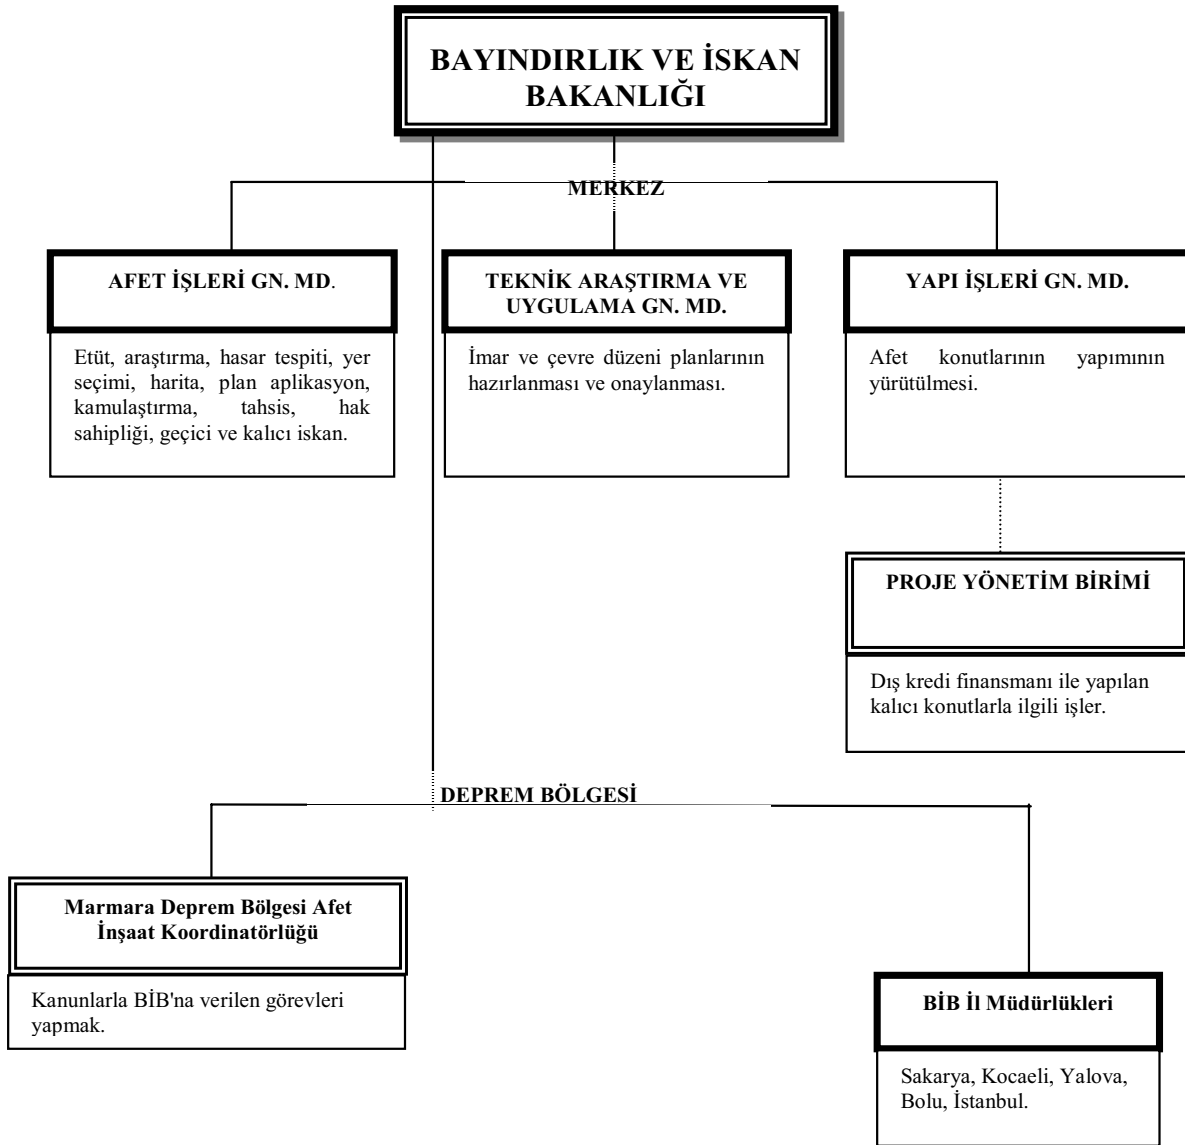 BAYINDIRLIK VE İSKAN
BAKANLIĞI
MERKEZ
AFET İŞLERİ GN. MD.
Etüt, araştırma, hasar tespiti, yer
seçimi, harita, plan aplikasyon,
kamulaştırma, tahsis, hak
sahipliği, geçici ve kalıcı iskan.
TEKNİK ARAŞTIRMA VE
UYGULAMA GN. MD.
İmar ve çevre düzeni planlarının
hazırlanması ve onaylanması.
YAPI İŞLERİ GN. MD.
Afet konutlarının yapımının
yürütülmesi.
PROJE YÖNETİM BİRİMİ
Dış kredi finansmanı ile yapılan
kalıcı konutlarla ilgili işler.
DEPREM BÖLGESİ
Marmara Deprem Bölgesi Afet
İnşaat Koordinatörlüğü
Kanunlarla BİB'na verilen görevleri
yapmak.
BİB İl Müdürlükleri
Sakarya, Kocaeli, Yalova,
Bolu, İstanbul.